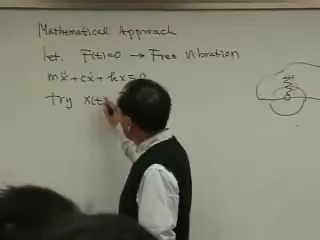 Mathematical Approach
let F(t)=0 → Free Vibration
mẍ + cẋ + kx = 0
try x(t)